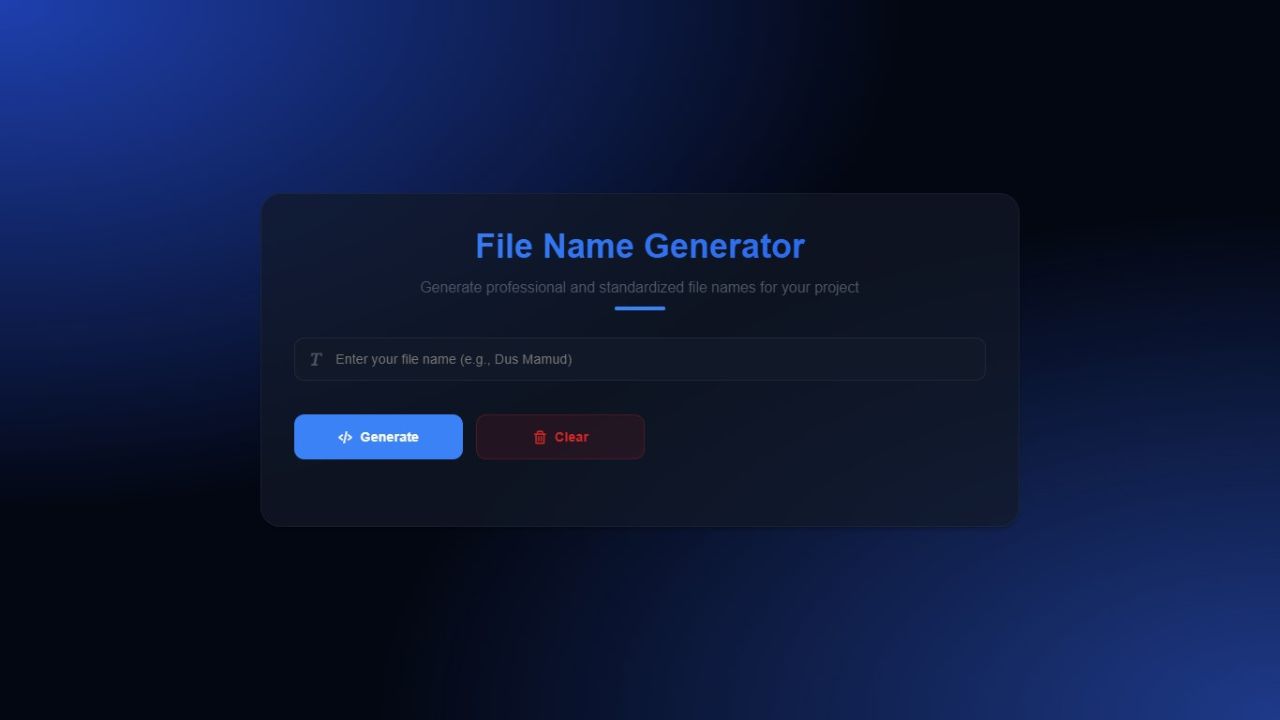 File Name Generator
Generate professional and standardized file names for your project
Enter your file name (e.g., Dus Mamud)
Generate
Clear